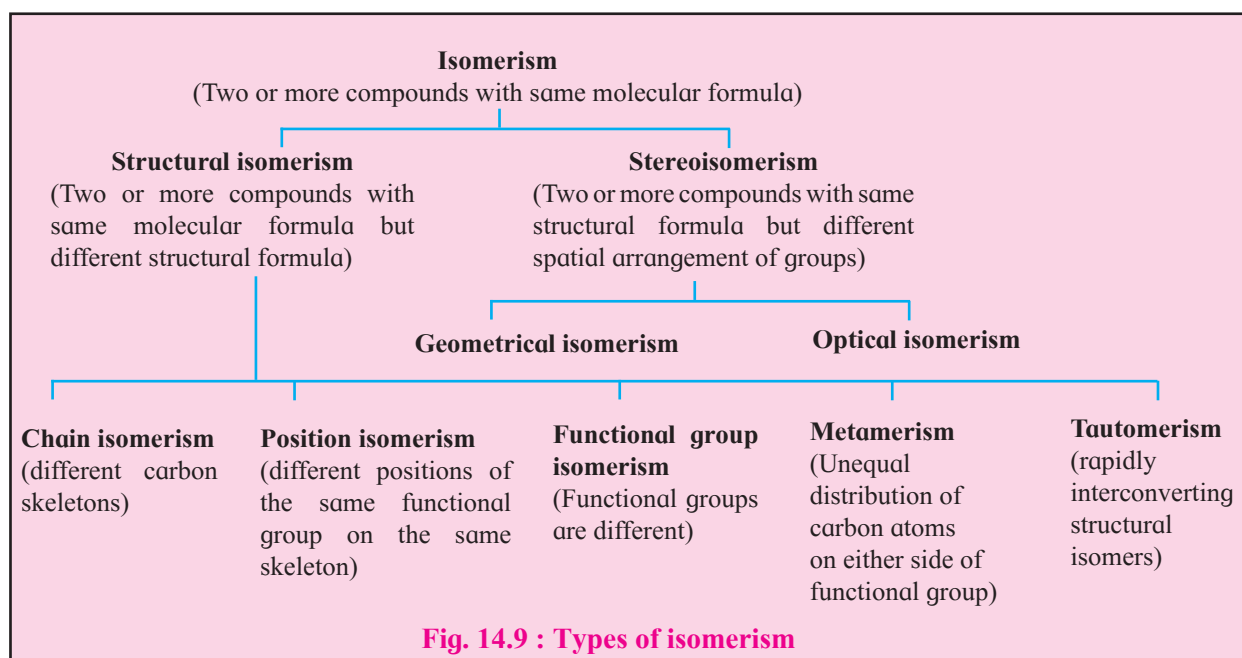 Isomerism
(Two or more compounds with same molecular formula)
Structural isomerism
(Two or more compounds with
same molecular formula but
different structural formula)
Stereoisomerism
(Two or more compounds with same
structural formula but different
spatial arrangement of groups)
Geometrical isomerism
Optical isomerism
Chain isomerism
(different carbon
skeletons)
Position isomerism
(different positions of
the same functional
group on the same
skeleton)
Functional group
isomerism
(Functional groups
are different)
Metamerism
(Unequal
distribution of
carbon atoms
on either side of
functional group)
Tautomerism
(rapidly
interconverting
structural
isomers)
Fig. 14.9 : Types of isomerism